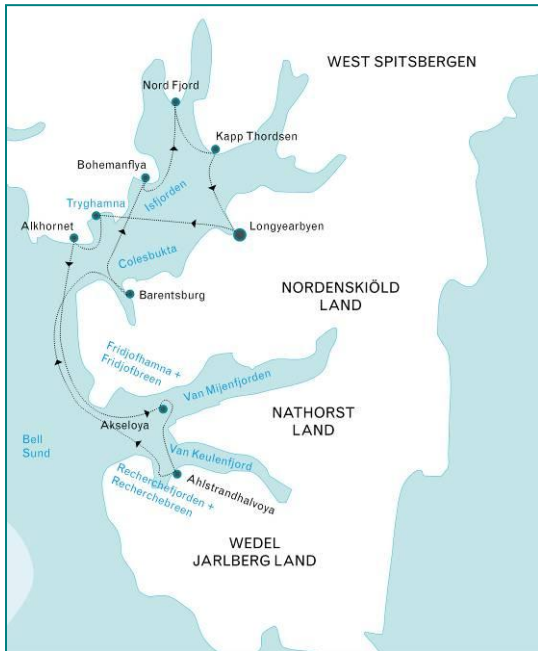 WEST SPITSBERGEN
Nord Fjord
Kapp Thordsen
Bohemanflya
Isfjorden
Tryghamna
Alkhornet
Longyearbyen
Colesbukta
Barentsburg
NORDENSKIÖLD
LAND
Fridjofhamna +
Fridjofbreen
Van Mijenfjorden
Akseloya
NATHORST
LAND
Bell
Sund
Van Keulenfjord
Ahlstrandhalvoya
Recherchefjorden +
Recherchebreen
WEDEL
JARLBERG LAND